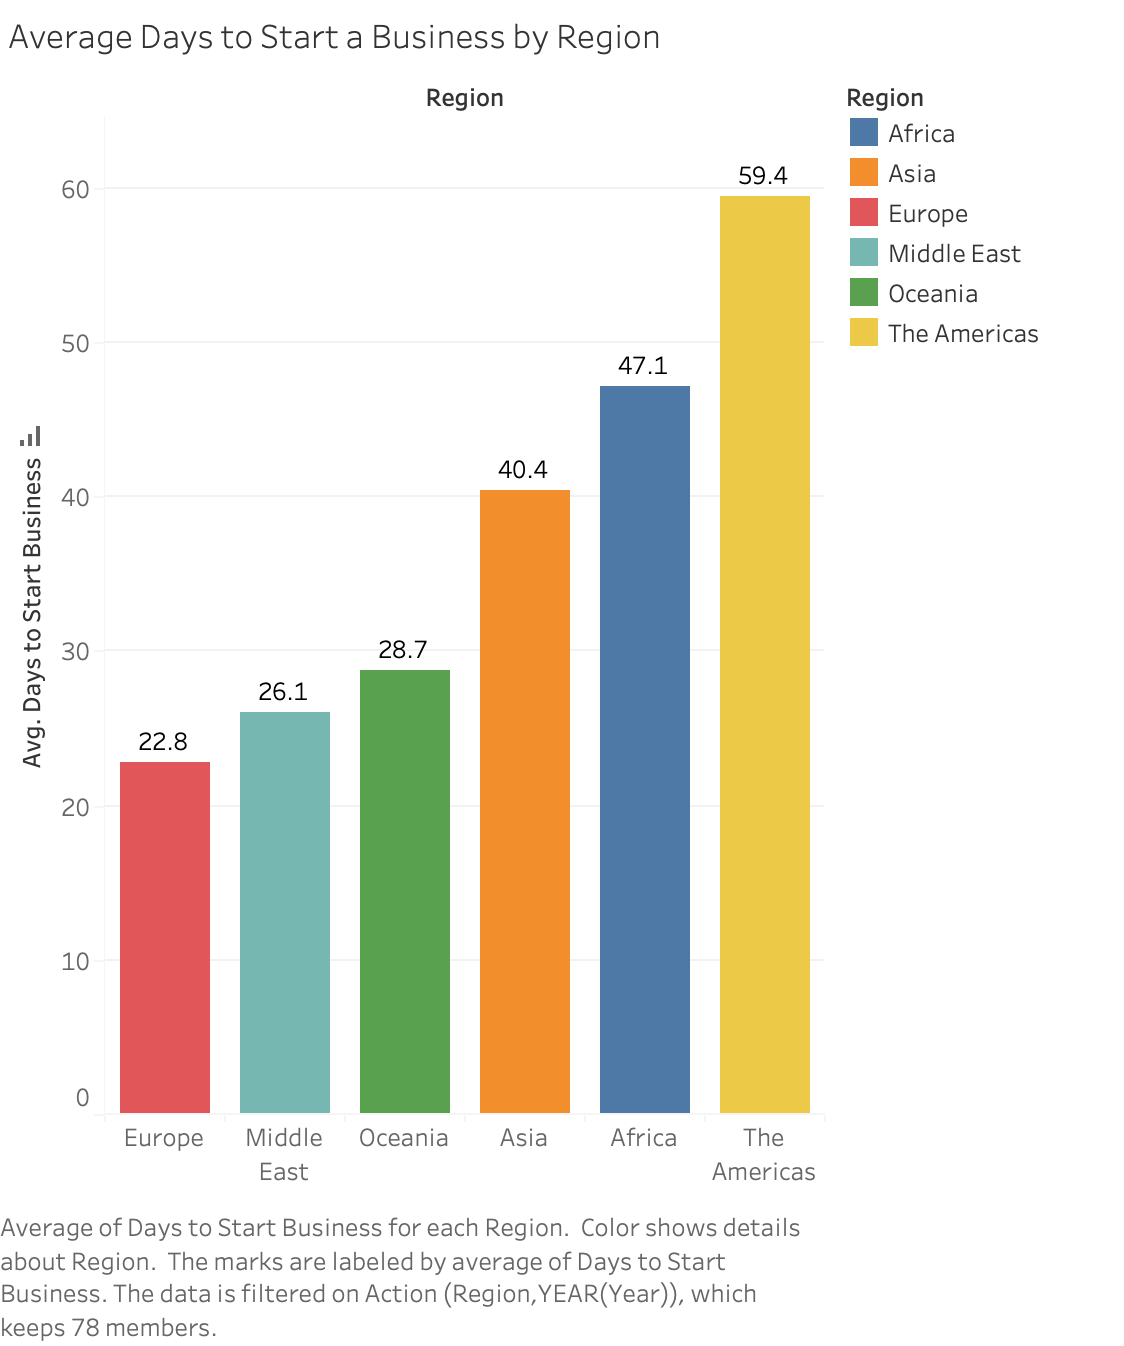 Average Days to Start a Business by Region
Region
Region
Africa
Asia
Europe
Middle East
Oceania
The Americas
Avg. Days to Start Business
60
50
40
30
20
10
0
22.8
26.1
28.7
40.4
47.1
59.4
Europe
Middle
East
Oceania
Asia
Africa
The
Americas
Average of Days to Start Business for each Region.  Color shows details
about Region.  The marks are labeled by average of Days to Start
Business. The data is filtered on Action (Region,YEAR(Year)), which
keeps 78 members.